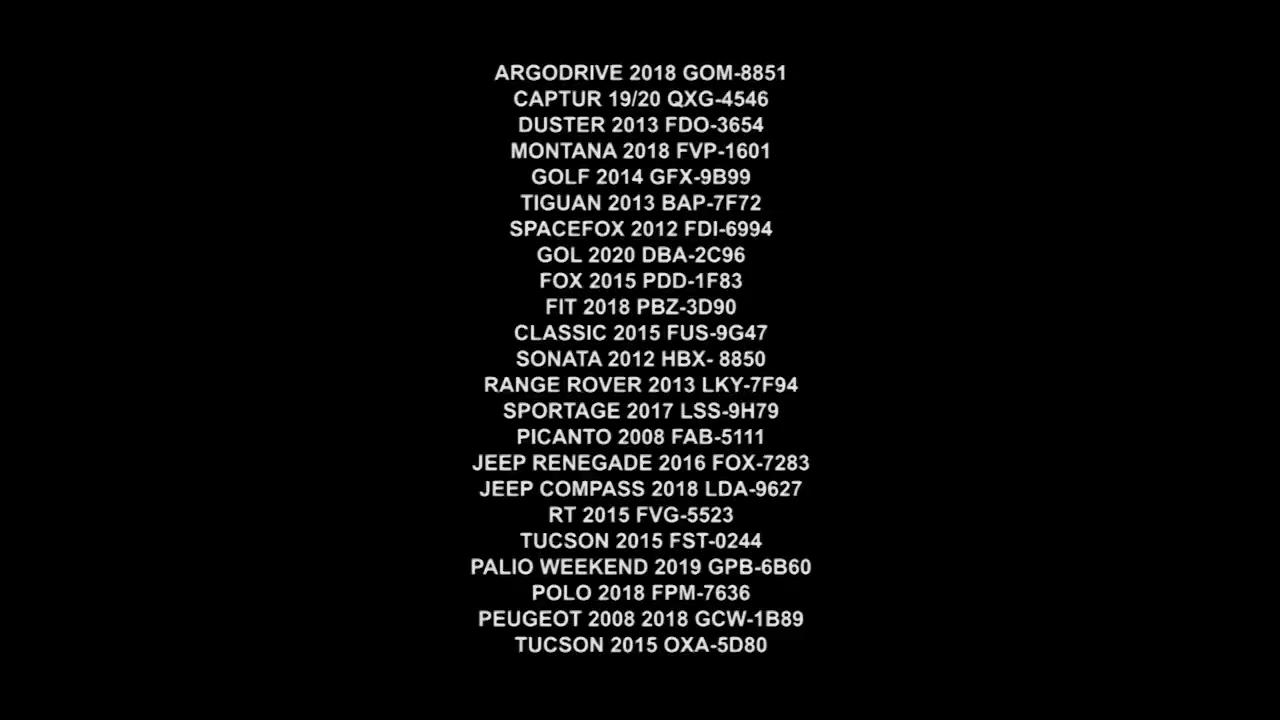 ARGODRIVE 2018 GOM-8851
CAPTUR 19/20 QXG-4546
DUSTER 2013 FDO-3654
MONTANA 2018 FVP-1601
GOLF 2014 GFX-9B99
TIGUAN 2013 BAP-7F72
SPACEFOX 2012 FDI-6994
GOL 2020 DBA-2C96
FOX 2015 PDD-1F83
FIT 2018 PBZ-3D90
CLASSIC 2015 FUS-9G47
SONATA 2012 HBX- 8850
RANGE ROVER 2013 LKY-7F94
SPORTAGE 2017 LSS-9H79
PICANTO 2008 FAB-5111
JEEP RENEGADE 2016 FOX-7283
JEEP COMPASS 2018 LDA-9627
RT 2015 FVG-5523
TUCSON 2015 FST-0244
PALIO WEEKEND 2019 GPB-6B60
POLO 2018 FPM-7636
PEUGEOT 2008 2018 GCW-1B89
TUCSON 2015 OXA-5D80